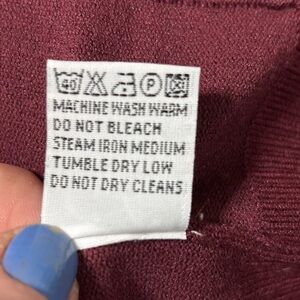 40 P
MACHINE WASH WARM
DO NOT BLEACH
STEAM IRON MEDIUM
TUMBLE DRY LOW
DO NOT DRY CLEANS